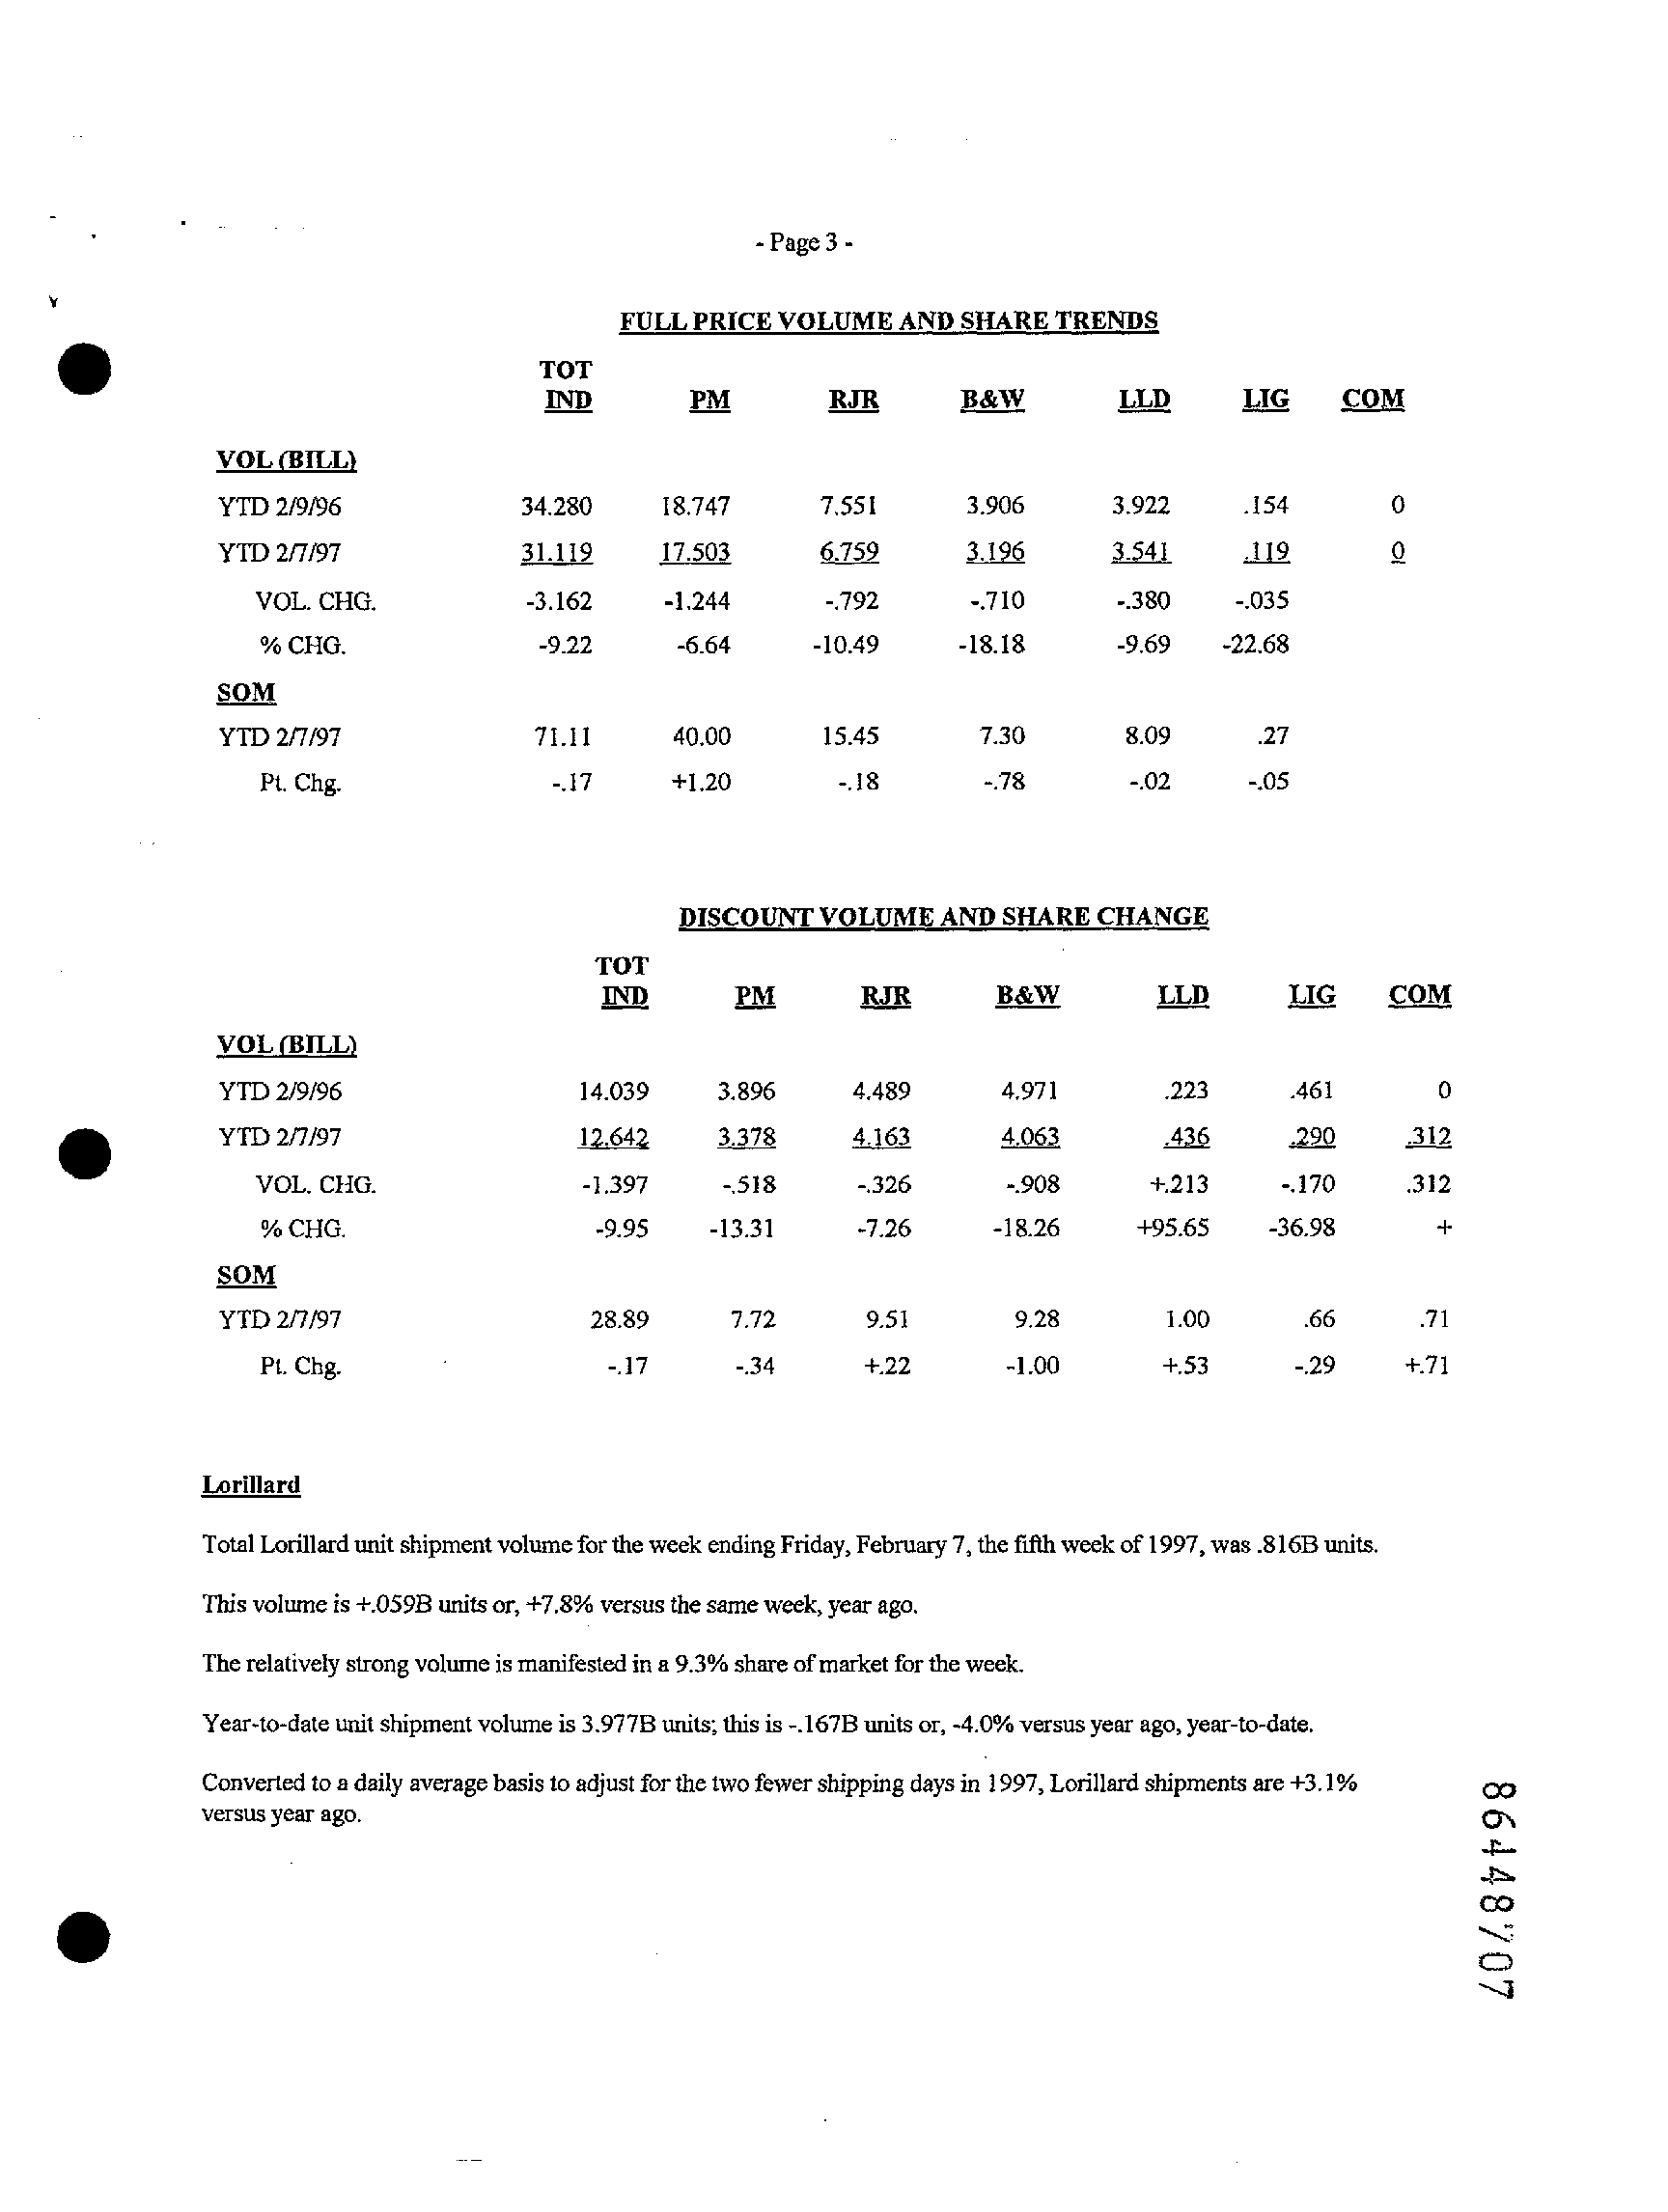 - Page 3 -
FULL PRICE VOLUME AND SHARE TRENDS
TOT
IND PM RJR B&W LLD LIG COM
VOL (BILL)
YTD 2/9/96 34.280 18.747 7.551 3.906 3.922 .154 0
YTD 2/7/97 31.119 17.503 6.759 3.196 3.541 .119 0
VOL. CHG. -3.162 -1.244 -.792 -.710 -.380 -.035
% CHG. -9.22 -6.64 -10.49 -18.18 -9.69 -22.68
SOM
YTD 2/7/97 71.11 40.00 15.45 7.30 8.09 .27
Pt. Chg. -.17 +1.20 -.18 -.78 -.02 -.05
DISCOUNT VOLUME AND SHARE CHANGE
TOT
IND PM RJR B&W LLD LIG COM
VOL (BILL)
YTD 2/9/96 14.039 3.896 4.489 4.971 .223 .461 0
YTD 2/7/97 12.642 3.378 4.163 4.063 .436 .290 .312
VOL. CHG. -1.397 -.518 -.326 -.908 +.213 -.170 .312
% CHG. -9.95 -13.31 -7.26 -18.26 +95.65 -36.98 +
SOM
YTD 2/7/97 28.89 7.72 9.51 9.28 1.00 .66 .71
Pt. Chg. -.17 -.34 +.22 -1.00 +.53 -.29 +.71
Lorillard
Total Lorillard unit shipment volume for the week ending Friday, February 7, the fifth week of 1997, was .816B units.
This volume is +.059B units or, +7.8% versus the same week, year ago.
The relatively strong volume is manifested in a 9.3% share of market for the week.
Year-to-date unit shipment volume is 3.977B units; this is -.167B units or, -4.0% versus year ago, year-to-date.
Converted to a daily average basis to adjust for the two fewer shipping days in 1997, Lorillard shipments are +3.1%
versus year ago.
86448707